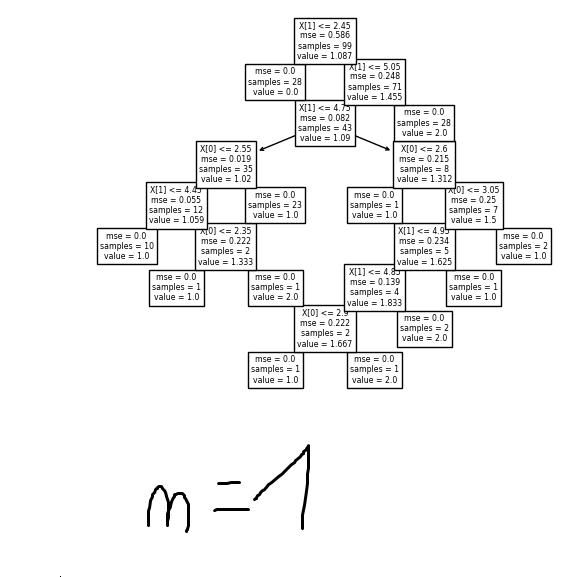 X[1] <= 2.45
mse = 0.586
samples = 99
value = 1.087
mse = 0.0
samples = 28
value = 0.0
X[1] <= 5.05
mse = 0.248
samples = 71
value = 1.455
X[1] <= 4.75
mse = 0.082
samples = 43
value = 1.09
mse = 0.0
samples = 28
value = 2.0
X[0] <= 2.55
mse = 0.019
samples = 35
value = 1.02
X[0] <= 2.6
mse = 0.215
samples = 8
value = 1.312
X[1] <= 4.45
mse = 0.055
samples = 12
value = 1.059
mse = 0.0
samples = 23
value = 1.0
mse = 0.0
samples = 1
value = 1.0
X[0] <= 3.05
mse = 0.25
samples = 7
value = 1.5
mse = 0.0
samples = 10
value = 1.0
X[0] <= 2.35
mse = 0.222
samples = 2
value = 1.333
X[1] <= 4.95
mse = 0.234
samples = 5
value = 1.625
mse = 0.0
samples = 2
value = 1.0
mse = 0.0
samples = 1
value = 1.0
mse = 0.0
samples = 1
value = 2.0
X[1] <= 4.85
mse = 0.139
samples = 4
value = 1.833
mse = 0.0
samples = 1
value = 1.0
X[0] <= 2.9
mse = 0.222
samples = 2
value = 1.667
mse = 0.0
samples = 2
value = 2.0
mse = 0.0
samples = 1
value = 1.0
mse = 0.0
samples = 1
value = 2.0
m = 1